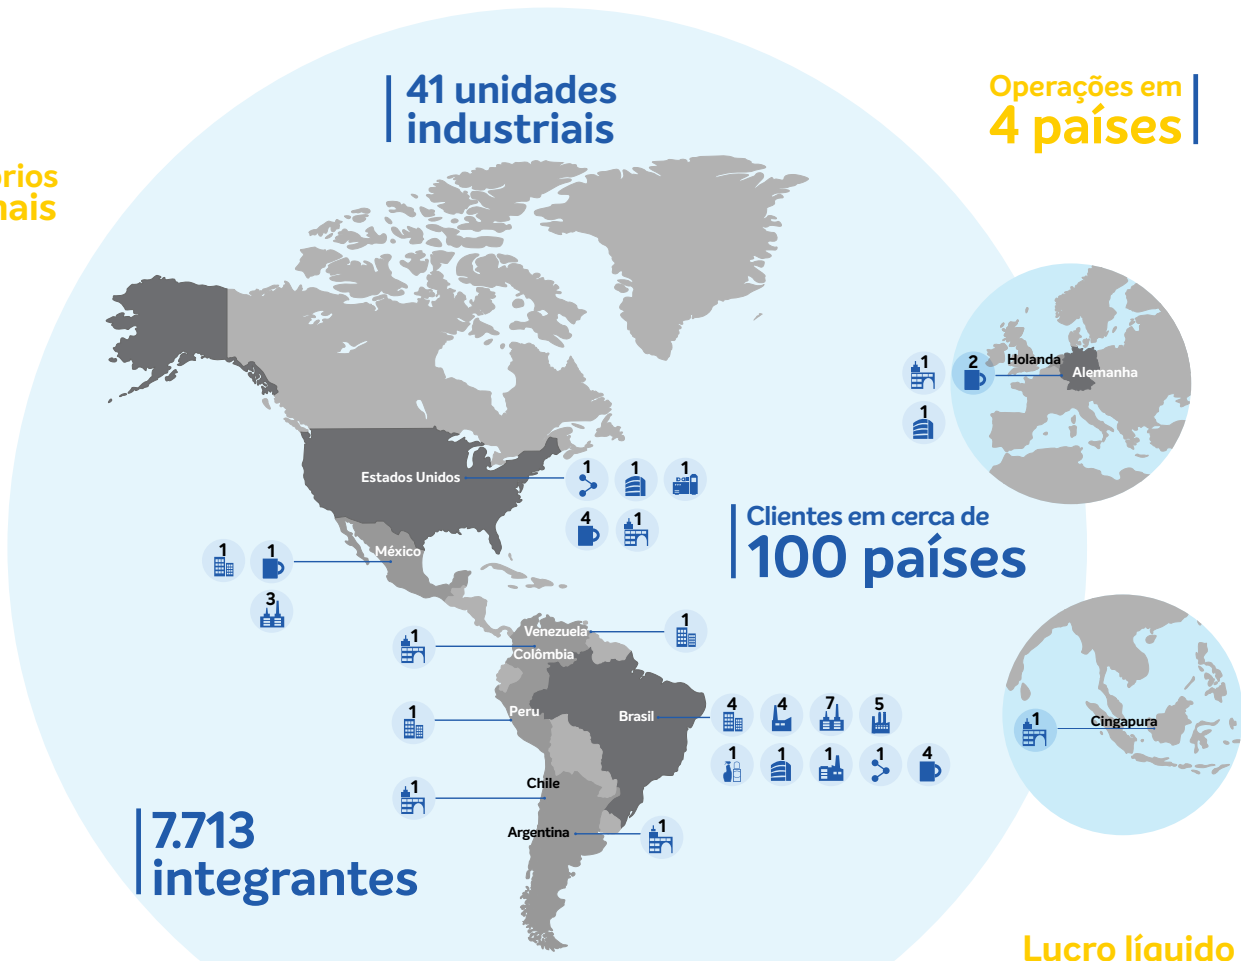 41 unidades
industriais
Operações em
4 países
órios
nais
1
2
Holanda
Alemanha
1
Estados Unidos
1
1
1
4
1
Clientes em cerca de
100 países
México
1
1
3
Venezuela
1
1
Colômbia
Peru
1
Brasil
4
4
7
5
1
1
1
1
4
1
Cingapura
Chile
1
Argentina
1
7.713
integrantes
Lucro líquido